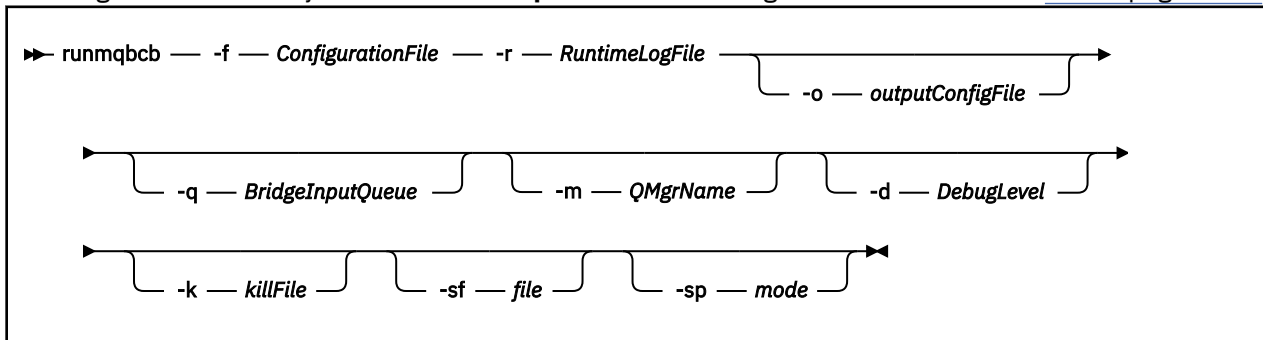 runmqbcb -f ConfigurationFile -r RuntimeLogFile
-o outputConfigFile
-q BridgeInputQueue -m QMgrName -d DebugLevel
-k killFile -sf file -sp mode